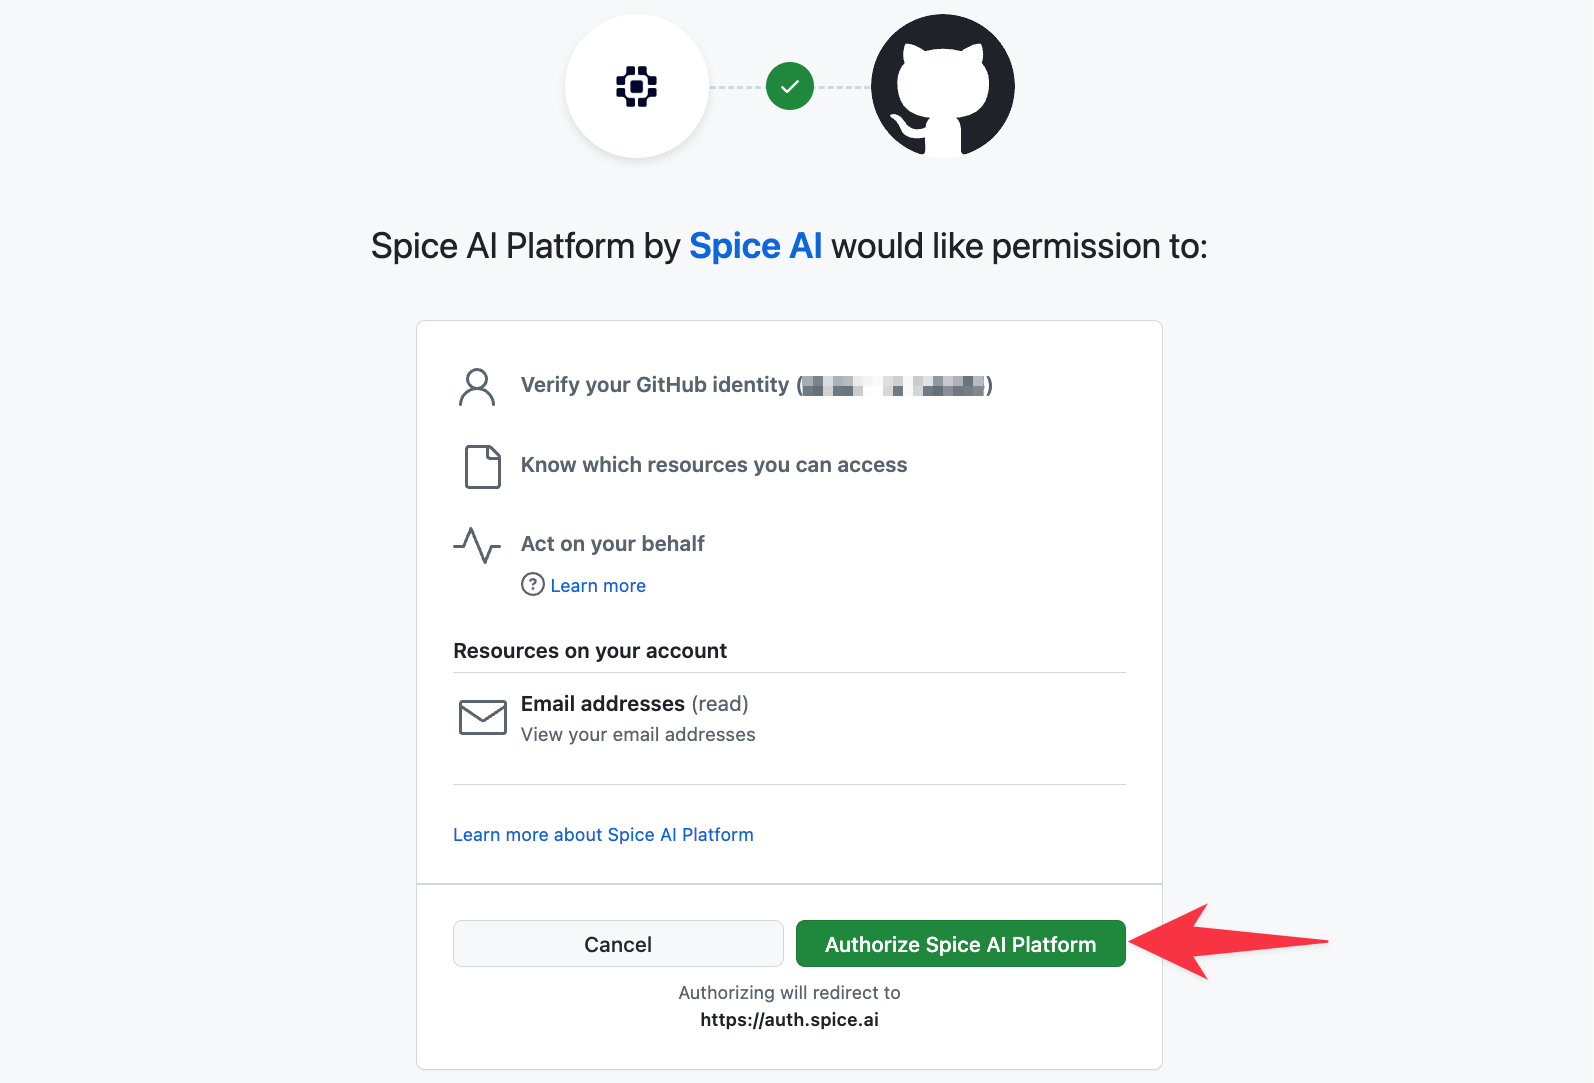 Spice AI Platform by Spice AI would like permission to:
Verify your GitHub identity ()
Know which resources you can access
Act on your behalf
? Learn more
Resources on your account
Email addresses (read)
View your email addresses
Learn more about Spice AI Platform
Cancel
Authorize Spice AI Platform
Authorizing will redirect to
https://auth.spice.ai